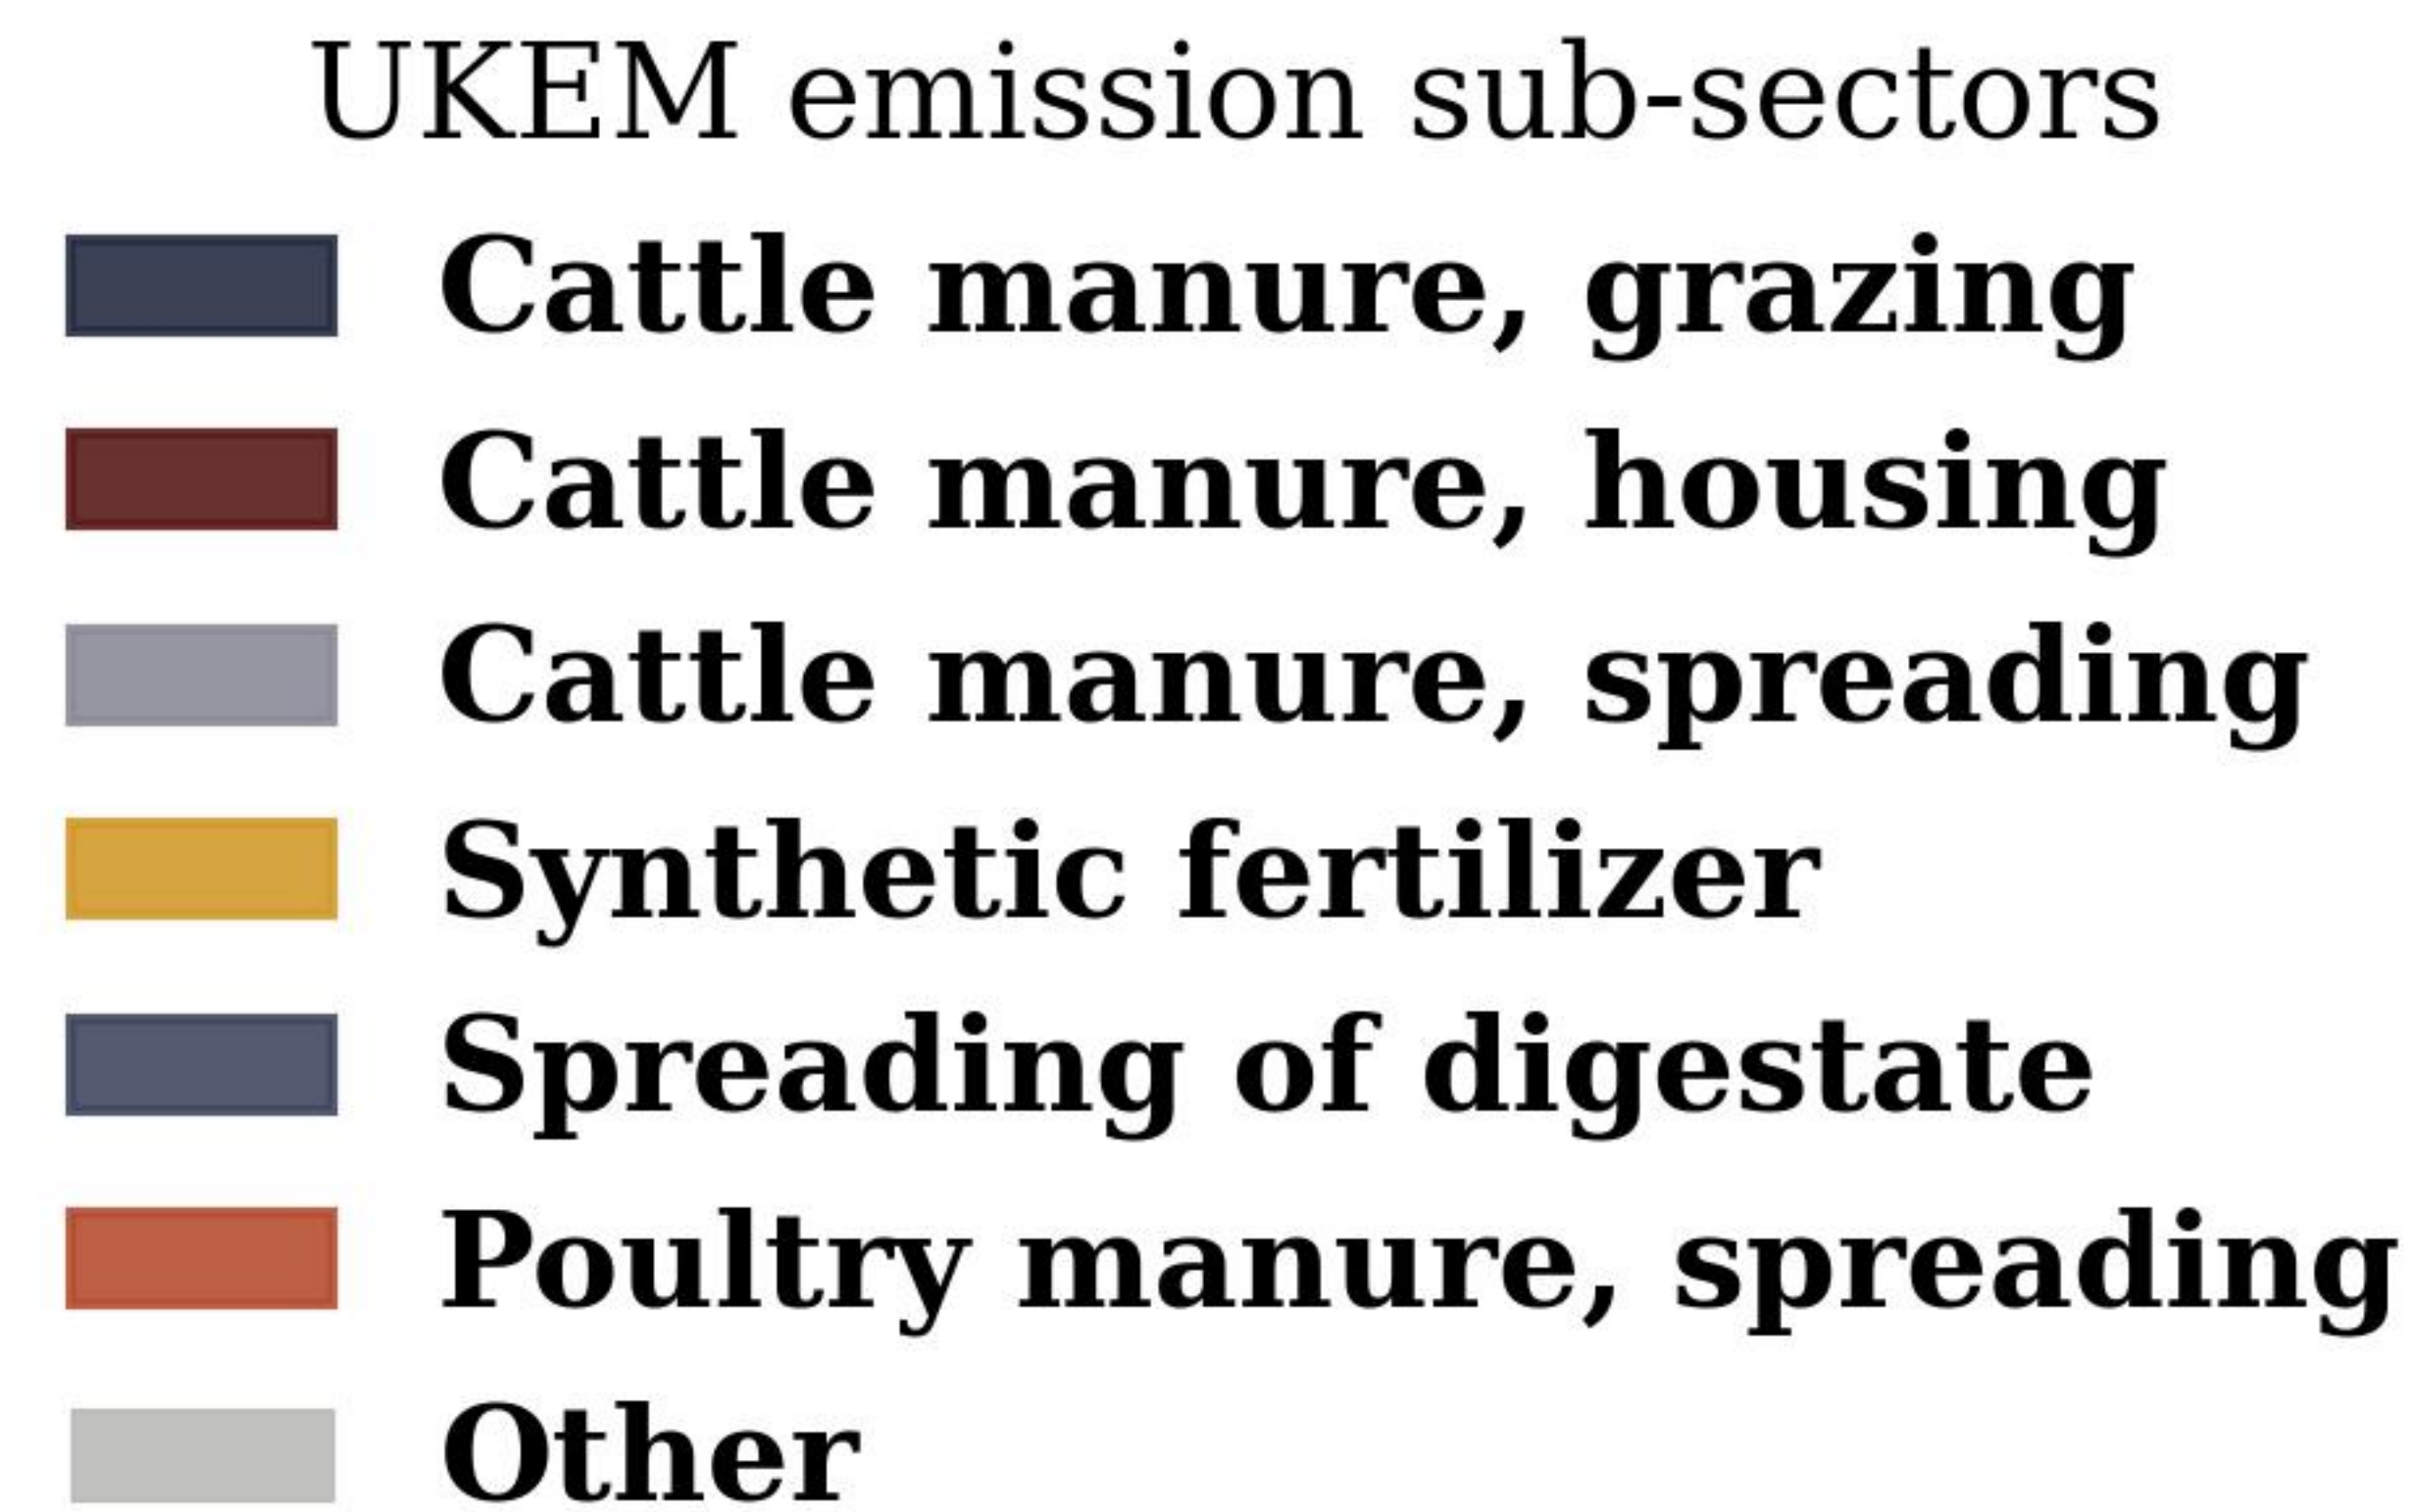 UKEM emission sub-sectors
Cattle manure, grazing
Cattle manure, housing
Cattle manure, spreading
Synthetic fertilizer
Spreading of digestate
Poultry manure, spreading
Other